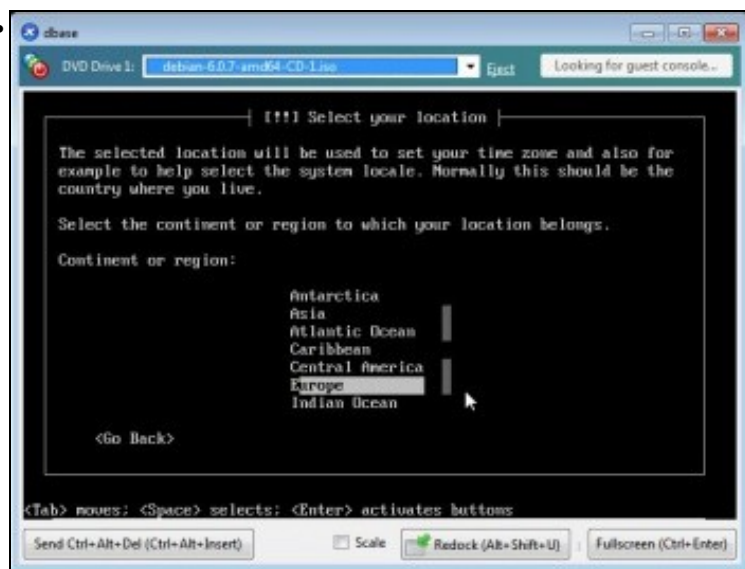 dbase
DVD Drive 1: debian-6.0.7-amd64-CD-1.iso Eject Looking for guest console...
[!!] Select your location
The selected location will be used to set your time zone and also for
example to help select the system locale. Normally this should be the
country where you live.
Select the continent or region to which your location belongs.
Continent or region:
Antarctica
Asia
Atlantic Ocean
Caribbean
Central America
Europe
Indian Ocean
<Go Back>
<Tab> moves; <Space> selects; <Enter> activates buttons
Send Ctrl+Alt+Del (Ctrl+Alt+Insert) Scale Redock (Alt+Shift+U) Fullscreen (Ctrl+Enter)